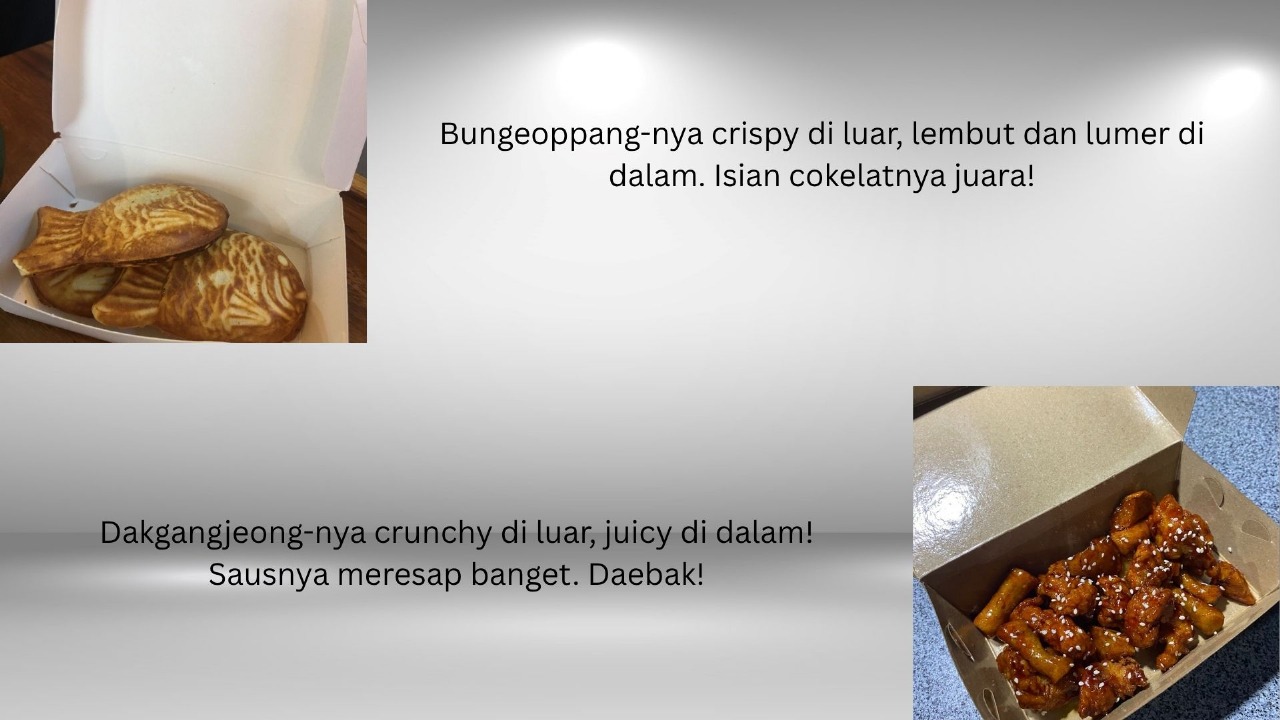 Bungeoppang-nya crispy di luar, lembut dan lumer di
dalam. Isian cokelatnya juara!
Dakgangjeong-nya crunchy di luar, juicy di dalam!
Sausnya meresap banget. Daebak!